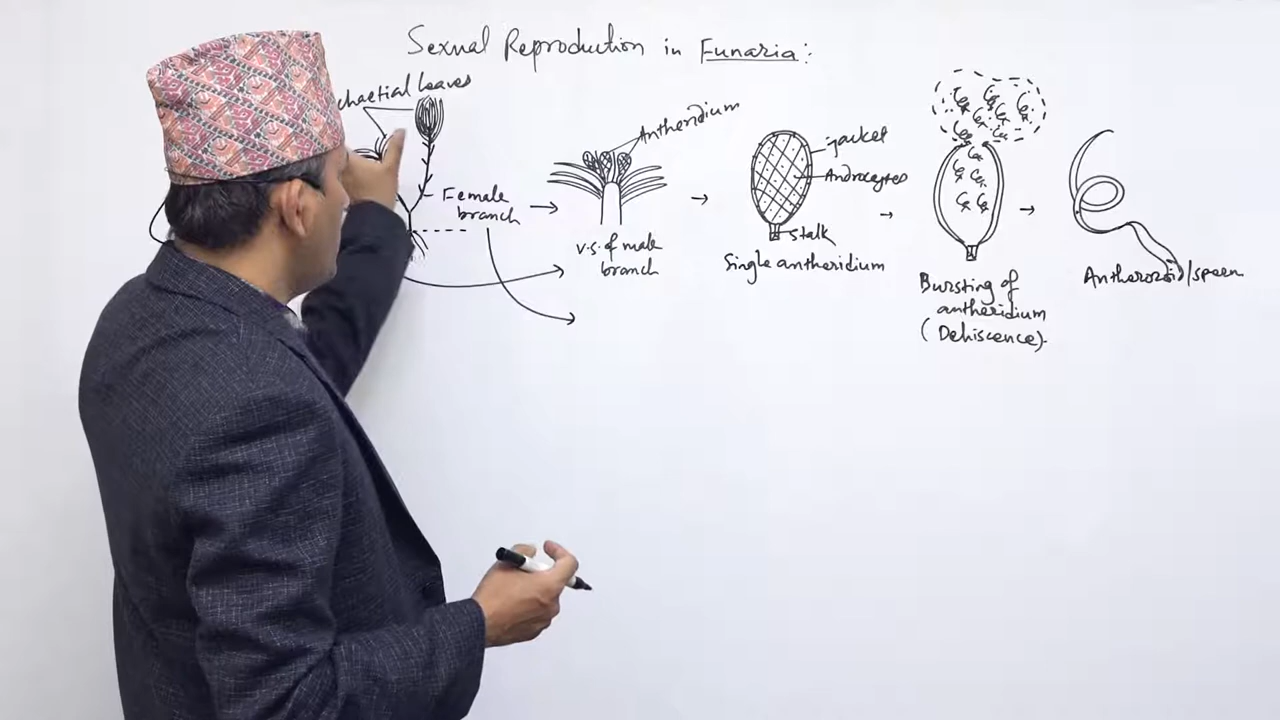 Sexual Reproduction in Funaria:
chaetial leaves
Antheridium
Female
branch
v.s. of male
branch
jacket
Androcytes
stalk
Single antheridium
Bursting of
antheridium
(Dehiscence).
Antherozoid/sperm